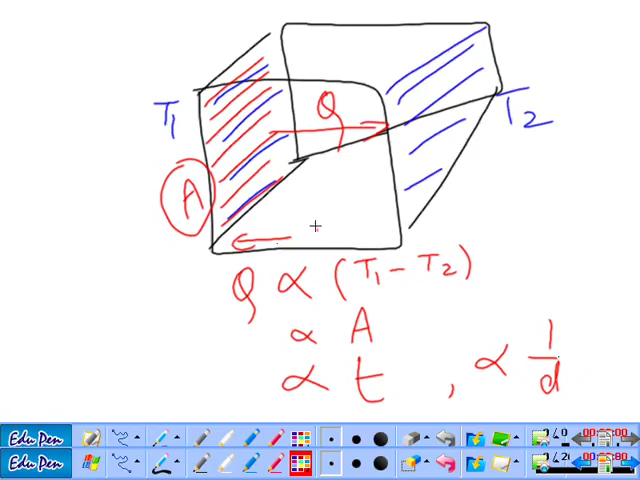 T₁ Q T₂
A
Q ∝ (T₁ - T₂)
∝ A
∝ t , ∝ 1/d
Edu Pen
Edu Pen